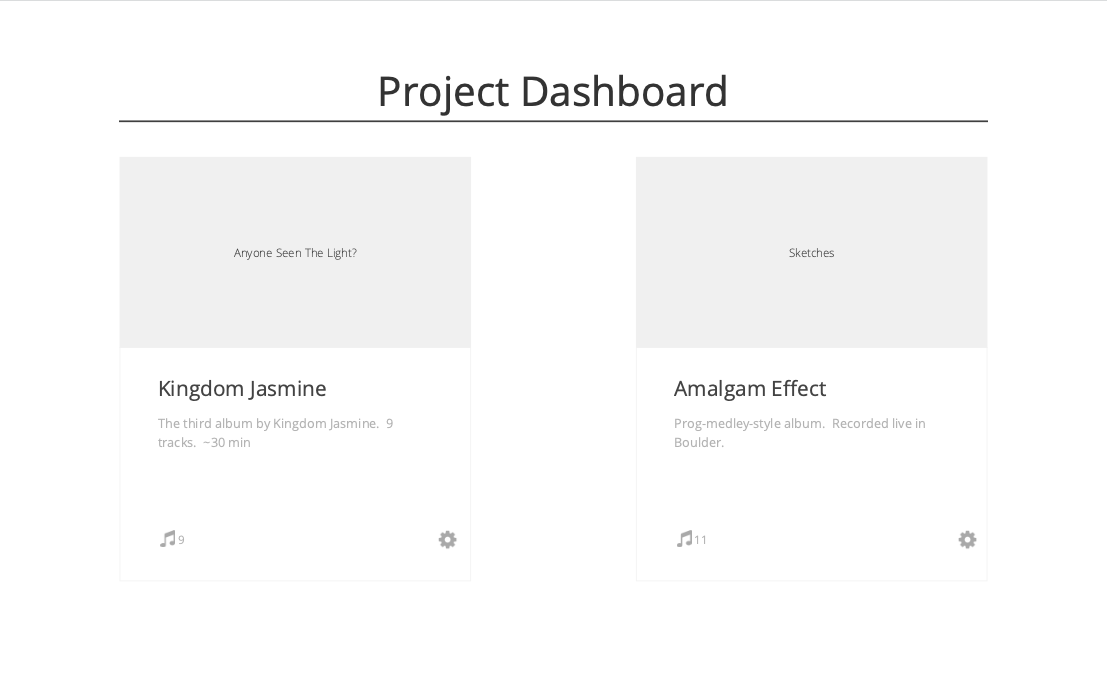 Project Dashboard
Anyone Seen The Light?
Kingdom Jasmine
The third album by Kingdom Jasmine.  9
tracks.  ~30 min
9
Sketches
Amalgam Effect
Prog-medley-style album.  Recorded live in
Boulder.
11